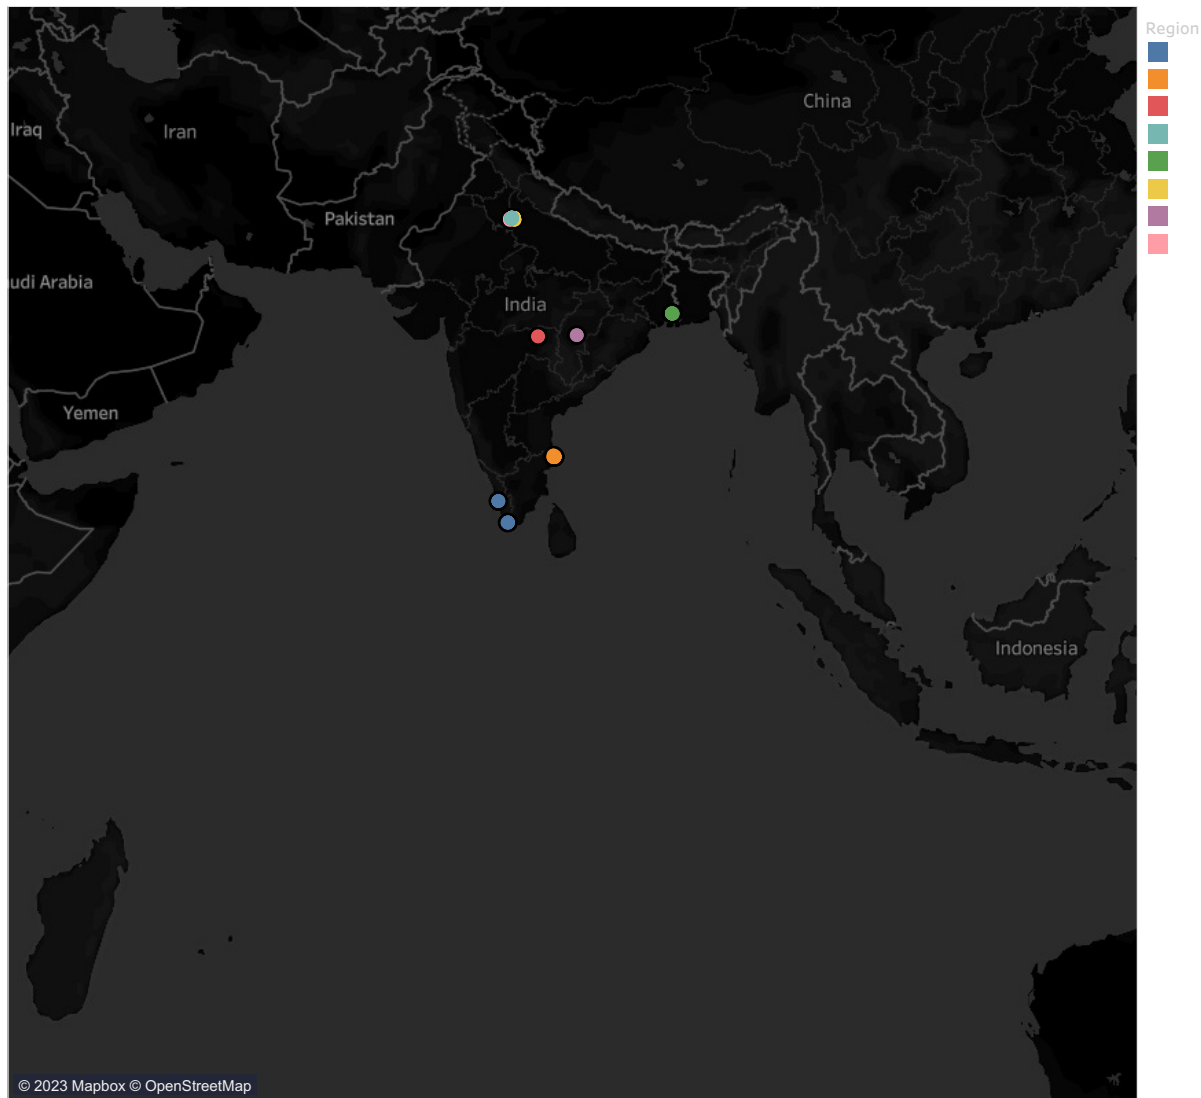 Region
China
Iraq
Iran
Pakistan
udi Arabia
India
Yemen
Indonesia
© 2023 Mapbox © OpenStreetMap